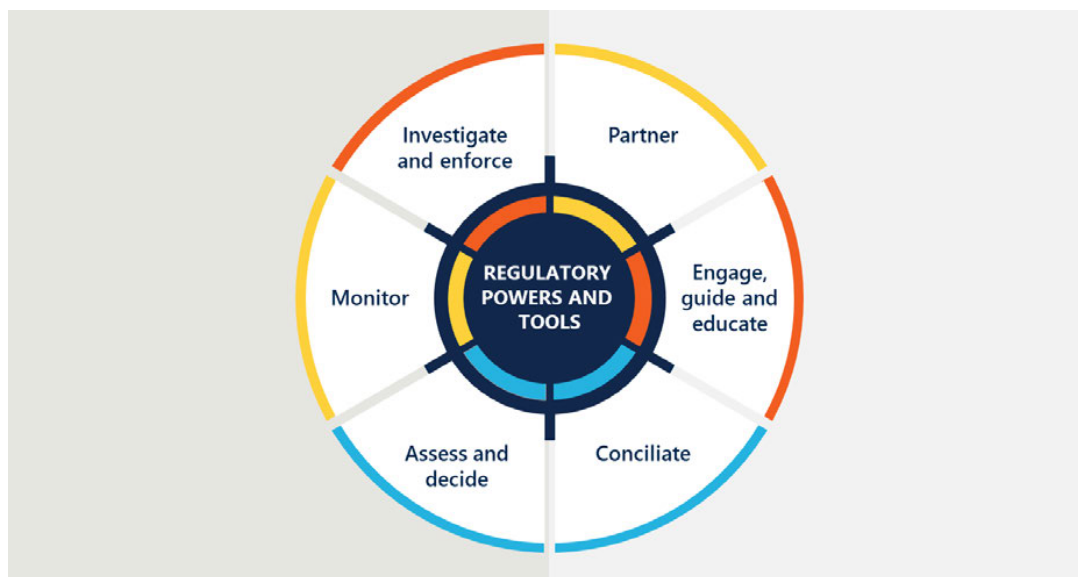 REGULATORY
POWERS AND
TOOLS
Partner
Engage,
guide and
educate
Conciliate
Assess and
decide
Monitor
Investigate
and enforce